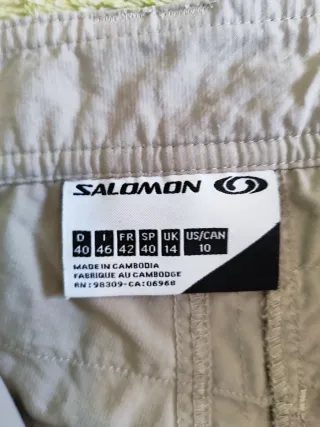 SALOMON
D I FR SP UK US/CAN
40 46 42 40 14 10
MADE IN CAMBODIA
FABRIQUE AU CAMBODGE
RN: 98309-CA: 06968